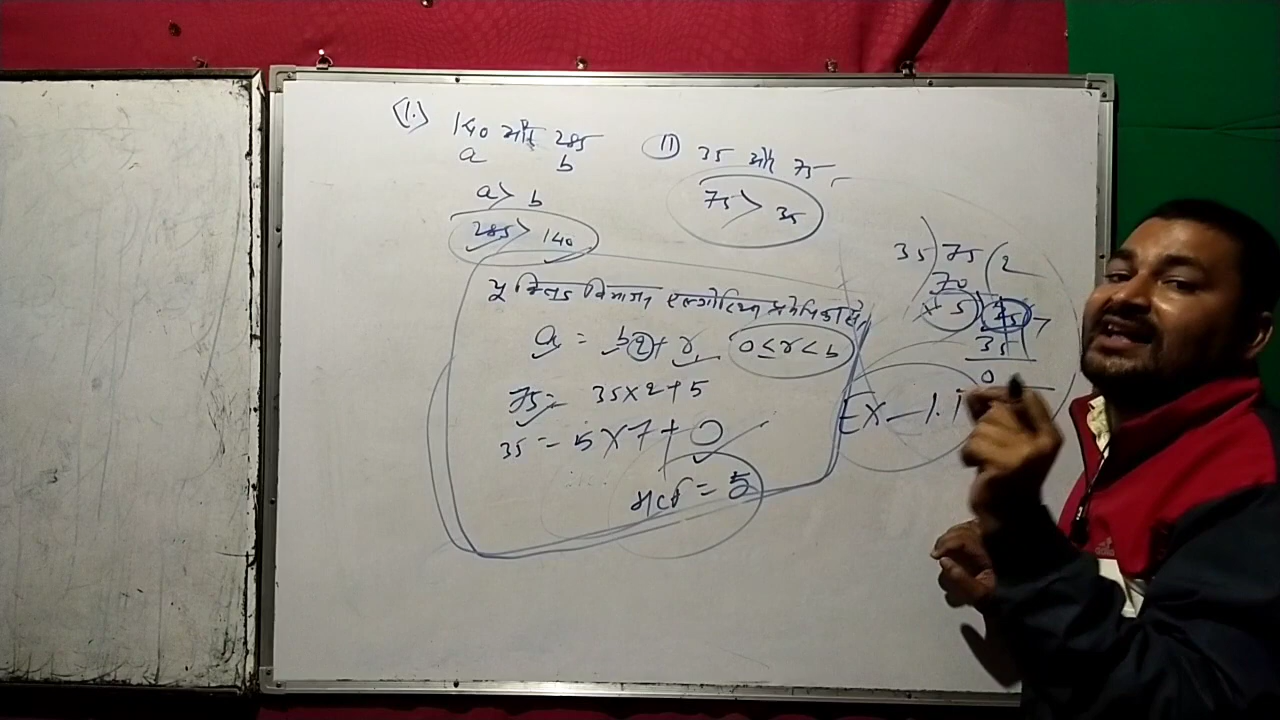 (1.)
140 और 285
a b
a > b
285 > 140
(II) 35 और 75
75 > 35
35)75(2
70
×5)35(7
35
0
यूक्लिड विभाजन एल्गोरिथ्म प्रमेयिका से,
a = bq + r, 0≤r<b
75 = 35×2+5
35 = 5×7+0
म०स० = 5
EX-1.1
adidas